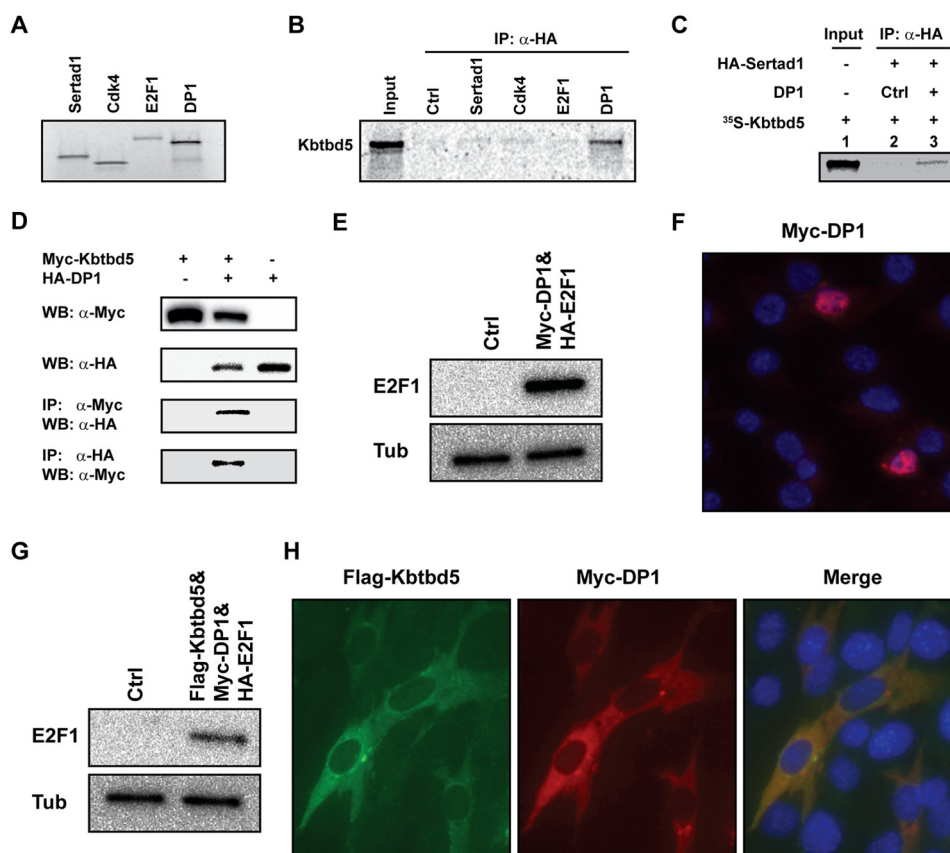 A
Sertad1
Cdk4
E2F1
DP1
B
IP: α-HA
Input
Ctrl
Sertad1
Cdk4
E2F1
DP1
Kbtbd5
C
Input IP: α-HA
HA-Sertad1 - + +
DP1 - Ctrl +
³⁵S-Kbtbd5 + + +
1 2 3
D
Myc-Kbtbd5 + + -
HA-DP1 - + +
WB: α-Myc
WB: α-HA
IP: α-Myc
WB: α-HA
IP: α-HA
WB: α-Myc
E
Ctrl
Myc-DP1&
HA-E2F1
E2F1
Tub
F
Myc-DP1
G
Ctrl
Flag-Kbtbd5&
Myc-DP1&
HA-E2F1
E2F1
Tub
H
Flag-Kbtbd5 Myc-DP1 Merge